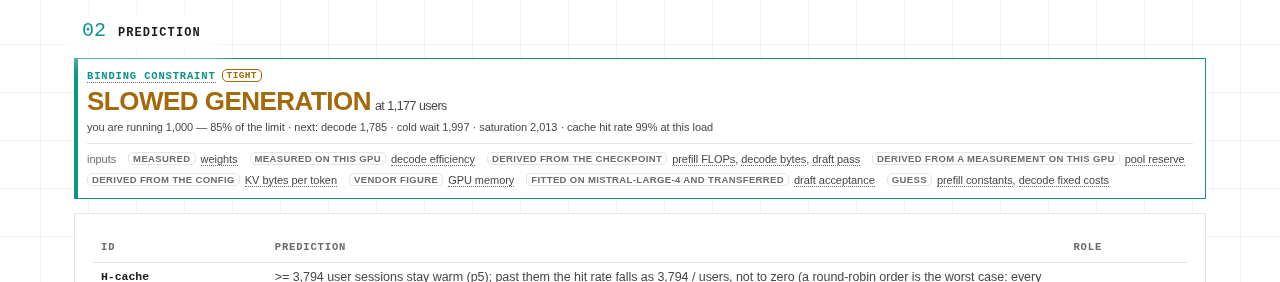 02 PREDICTION
BINDING CONSTRAINT TIGHT
SLOWED GENERATION at 1,177 users
you are running 1,000 — 85% of the limit · next: decode 1,785 · cold wait 1,997 · saturation 2,013 · cache hit rate 99% at this load
inputs MEASURED weights MEASURED ON THIS GPU decode efficiency DERIVED FROM THE CHECKPOINT prefill FLOPs, decode bytes, draft pass DERIVED FROM A MEASUREMENT ON THIS GPU pool reserve
DERIVED FROM THE CONFIG KV bytes per token VENDOR FIGURE GPU memory FITTED ON MISTRAL-LARGE-4 AND TRANSFERRED draft acceptance GUESS prefill constants, decode fixed costs
ID PREDICTION ROLE
H-cache >= 3,794 user sessions stay warm (p5); past them the hit rate falls as 3,794 / users, not to zero (a round-robin order is the worst case: every